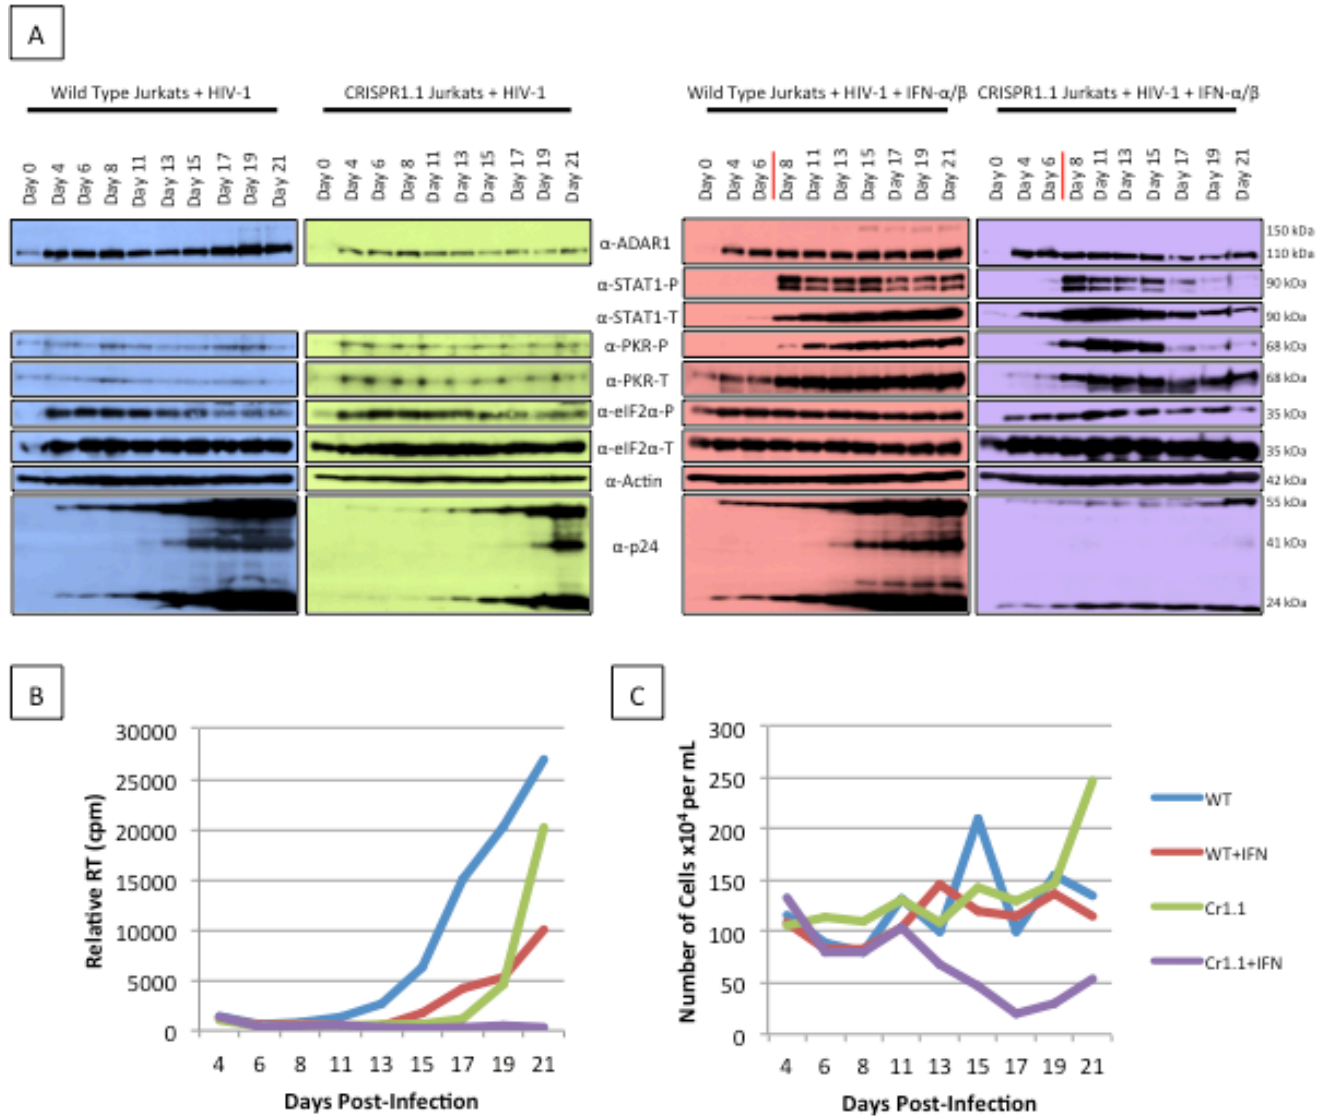 A
Wild Type Jurkats + HIV-1
CRISPR1.1 Jurkats + HIV-1
Wild Type Jurkats + HIV-1 + IFN-α/β
CRISPR1.1 Jurkats + HIV-1 + IFN-α/β
Day 0
Day 4
Day 6
Day 8
Day 11
Day 13
Day 15
Day 17
Day 19
Day 21
Day 0
Day 4
Day 6
Day 8
Day 11
Day 13
Day 15
Day 17
Day 19
Day 21
Day 0
Day 4
Day 6
Day 8
Day 11
Day 13
Day 15
Day 17
Day 19
Day 21
Day 0
Day 4
Day 6
Day 8
Day 11
Day 13
Day 15
Day 17
Day 19
Day 21
α-ADAR1
150 kDa
110 kDa
α-STAT1-P
90 kDa
α-STAT1-T
90 kDa
α-PKR-P
68 kDa
α-PKR-T
68 kDa
α-eIF2α-P
35 kDa
α-eIF2α-T
35 kDa
α-Actin
42 kDa
55 kDa
α-p24
41 kDa
24 kDa
B
30000
25000
20000
15000
10000
5000
0
Relative RT (cpm)
4 6 8 11 13 15 17 19 21
Days Post-Infection
C
300
250
200
150
100
50
0
Number of Cells x10⁴ per mL
4 6 8 11 13 15 17 19 21
Days Post-Infection
WT
WT+IFN
Cr1.1
Cr1.1+IFN